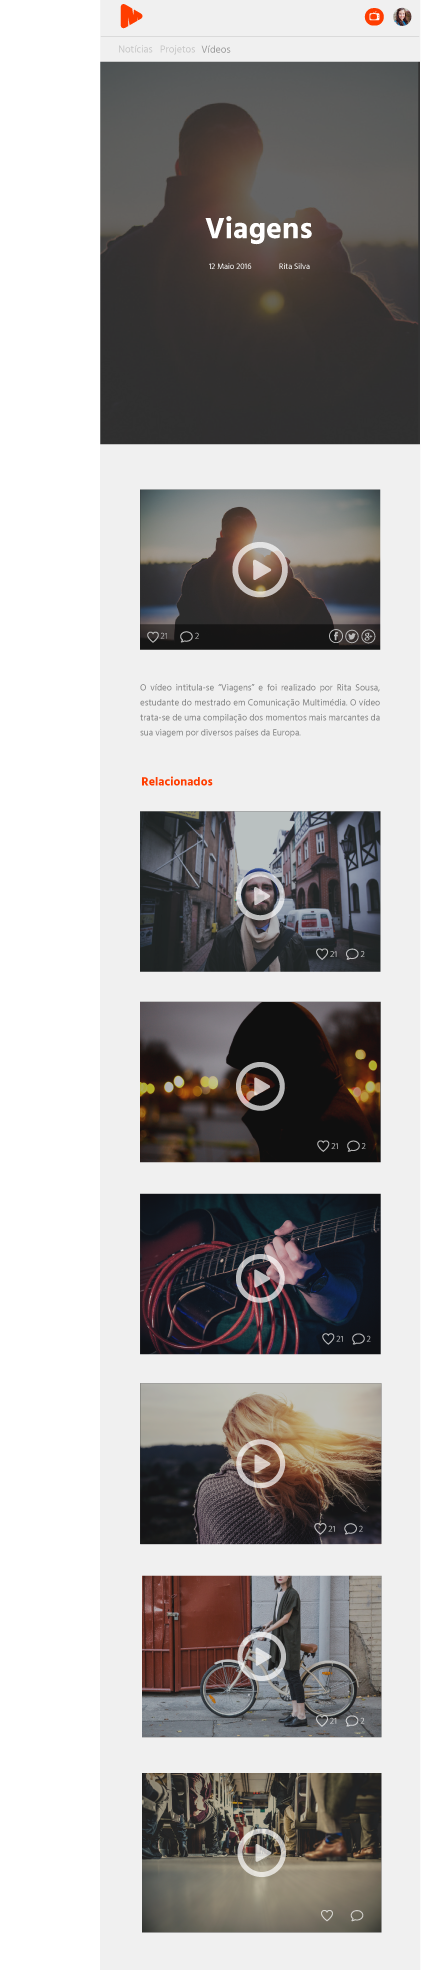 Notícias Projetos Vídeos
Viagens
12 Maio 2016 Rita Silva
21 2
O vídeo intitula-se "Viagens" e foi realizado por Rita Sousa,
estudante do mestrado em Comunicação Multimédia. O vídeo
trata-se de uma compilação dos momentos mais marcantes da
sua viagem por diversos países da Europa.
Relacionados
21 2
21 2
21 2
21 2
21 2